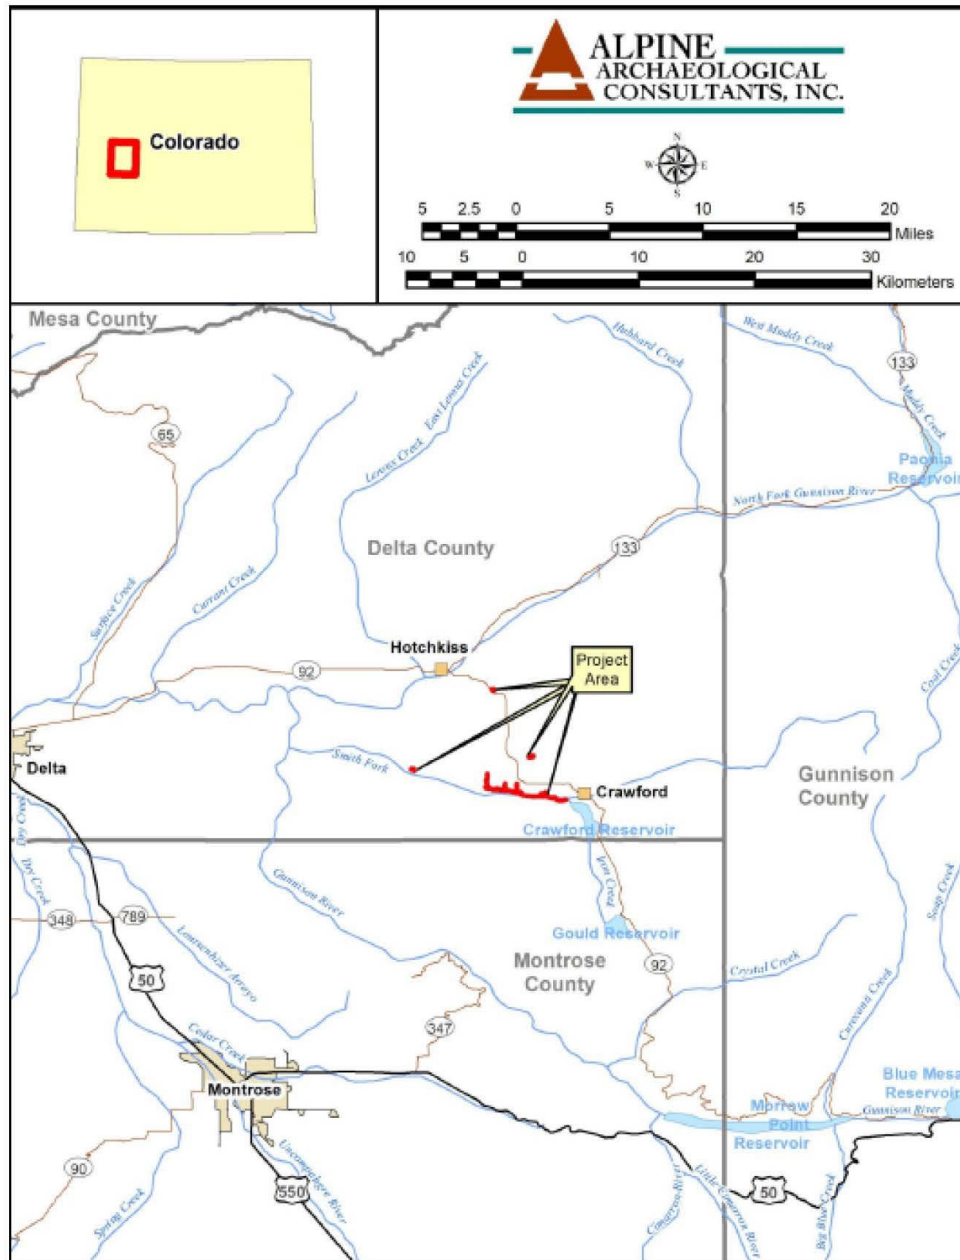 Colorado
ALPINE
ARCHAEOLOGICAL
CONSULTANTS, INC.
N
W E
S
5 2.5 0 5 10 15 20
Miles
10 5 0 10 20 30
Kilometers
Mesa County
Hubbard Creek
West Muddy Creek
133
Muddy Creek
65
East Leroux Creek
Leroux Creek
Paonia
Reservoir
North Fork Gunnison River
Delta County
133
Surface Creek
Currant Creek
Hotchkiss
92
Project
Area
Coal Creek
Smith Fork
Delta
Gunnison
County
Crawford
Crawford Reservoir
Dry Creek
Dry Creek
Iron Creek
Gunnison River
Soap Creek
348
789
Gould Reservoir
Montrose
County
92
Crystal Creek
50
Cedar Creek
347
Montrose
Blue Mesa
Reservoir
Morrow
Point
Reservoir
Gunnison River
90
Spring Creek
Uncompahgre River
550
Cimarron River
Little Cimarron River
50
Big Blue Creek